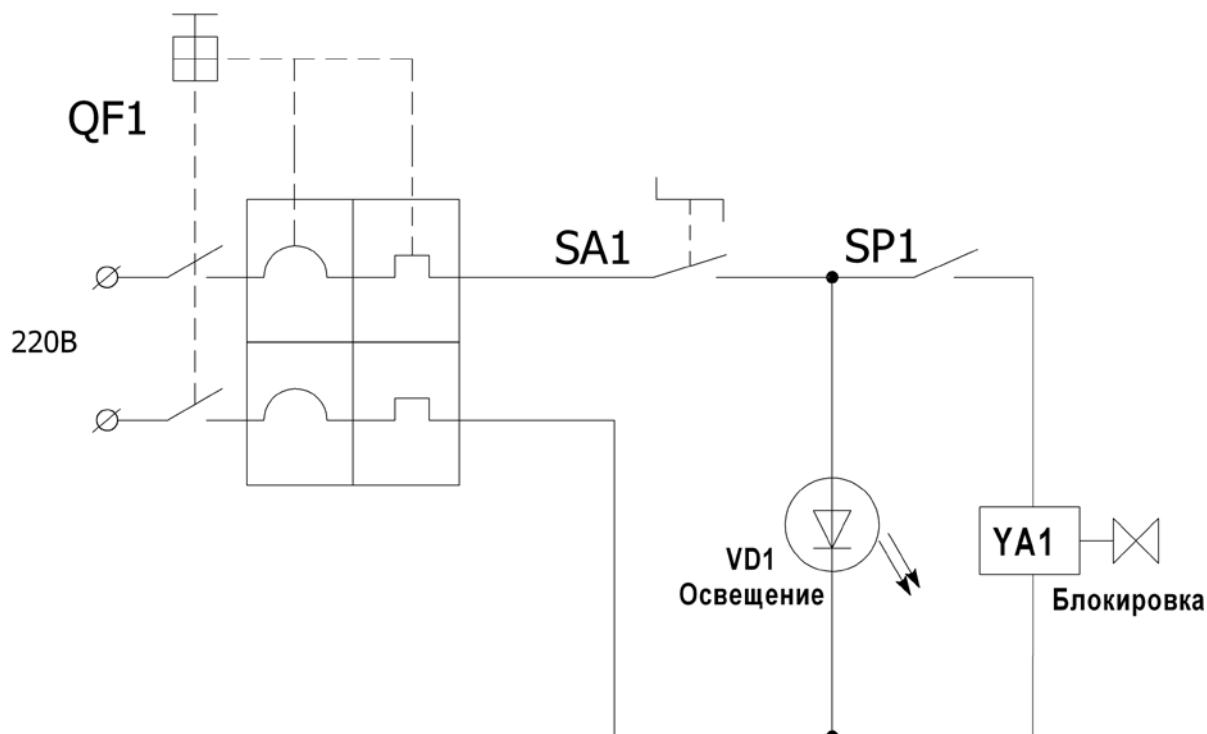 QF1
SA1
SP1
220В
VD1
Освещение
YA1
Блокировка